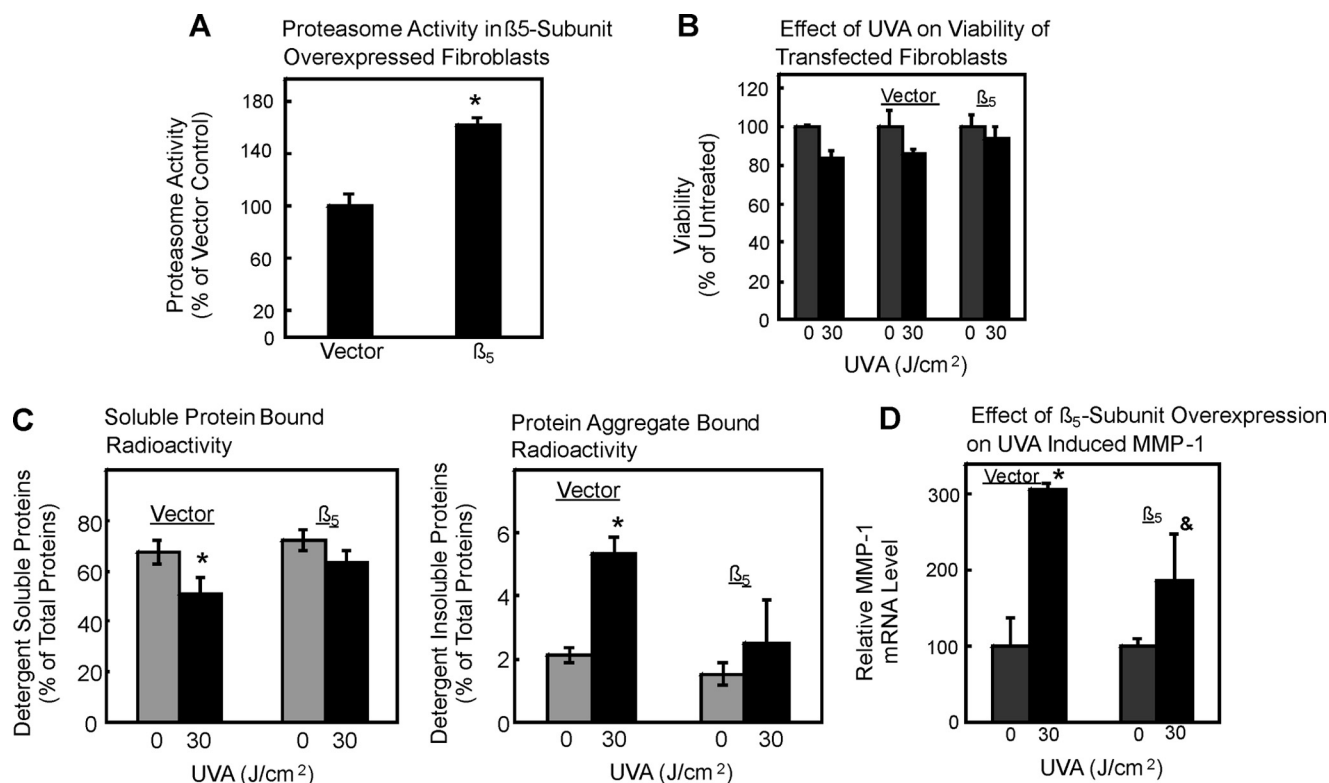 A
Proteasome Activity in ß5-Subunit
Overexpressed Fibroblasts
Proteasome Activity
(% of Vector Control)
180
140
100
60
20
0
*
Vector
ß5
B
Effect of UVA on Viability of
Transfected Fibroblasts
Viability
(% of Untreated)
120
100
80
60
40
20
0
Vector
ß5
0 30 0 30 0 30
UVA (J/cm2)
C
Soluble Protein Bound
Radioactivity
Detergent Soluble Proteins
(% of Total Proteins)
80
60
40
20
0
Vector
ß5
*
0 30 0 30
UVA (J/cm2)
Protein Aggregate Bound
Radioactivity
Detergent Insoluble Proteins
(% of Total Proteins)
6
4
2
0
Vector
*
ß5
0 30 0 30
UVA (J/cm2)
D
Effect of ß5-Subunit Overexpression
on UVA Induced MMP-1
Relative MMP-1
mRNA Level
300
200
100
0
Vector
*
ß5
&
0 30 0 30
UVA (J/cm2)